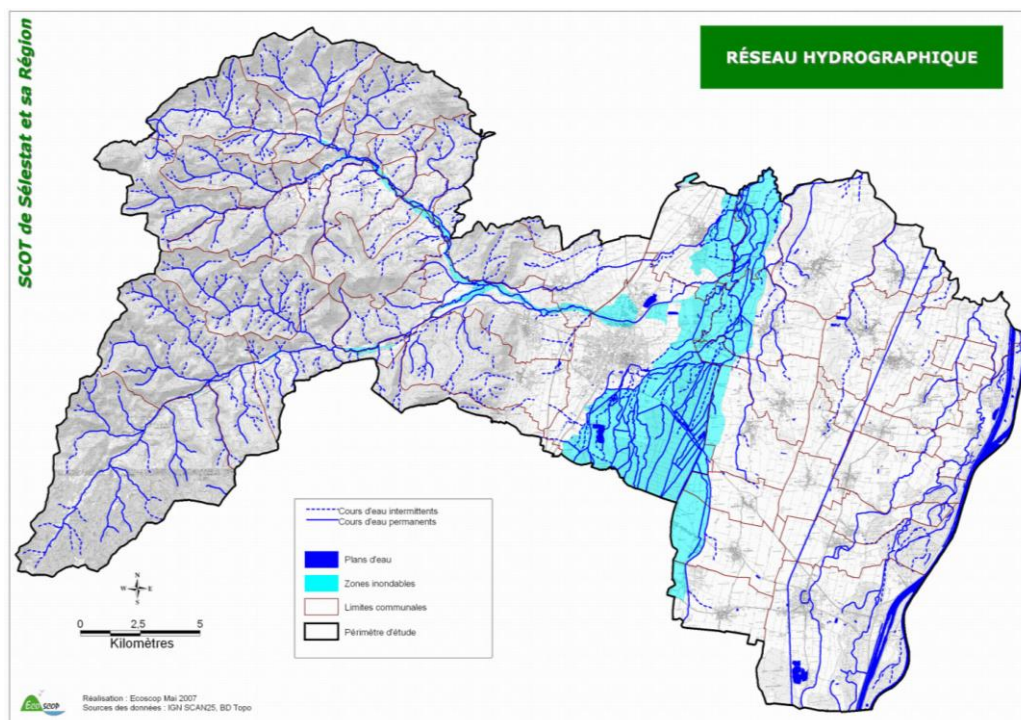 SCOT de Sélestat et sa Région
RÉSEAU HYDROGRAPHIQUE
Cours d'eau intermittents
Cours d'eau permanents
Plans d'eau
Zones inondables
Limites communales
Périmètre d'étude
N
W E
S
0 2,5 5
Kilomètres
ECOSCOP
Réalisation : Ecoscop Mai 2007
Sources des données : IGN SCAN25, BD Topo